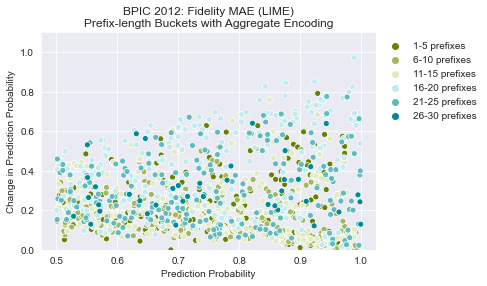 BPIC 2012: Fidelity MAE (LIME)
Prefix-length Buckets with Aggregate Encoding
1-5 prefixes
6-10 prefixes
11-15 prefixes
16-20 prefixes
21-25 prefixes
26-30 prefixes
Change in Prediction Probability
1.0
0.8
0.6
0.4
0.2
0.0
0.5
0.6
0.7
0.8
0.9
1.0
Prediction Probability